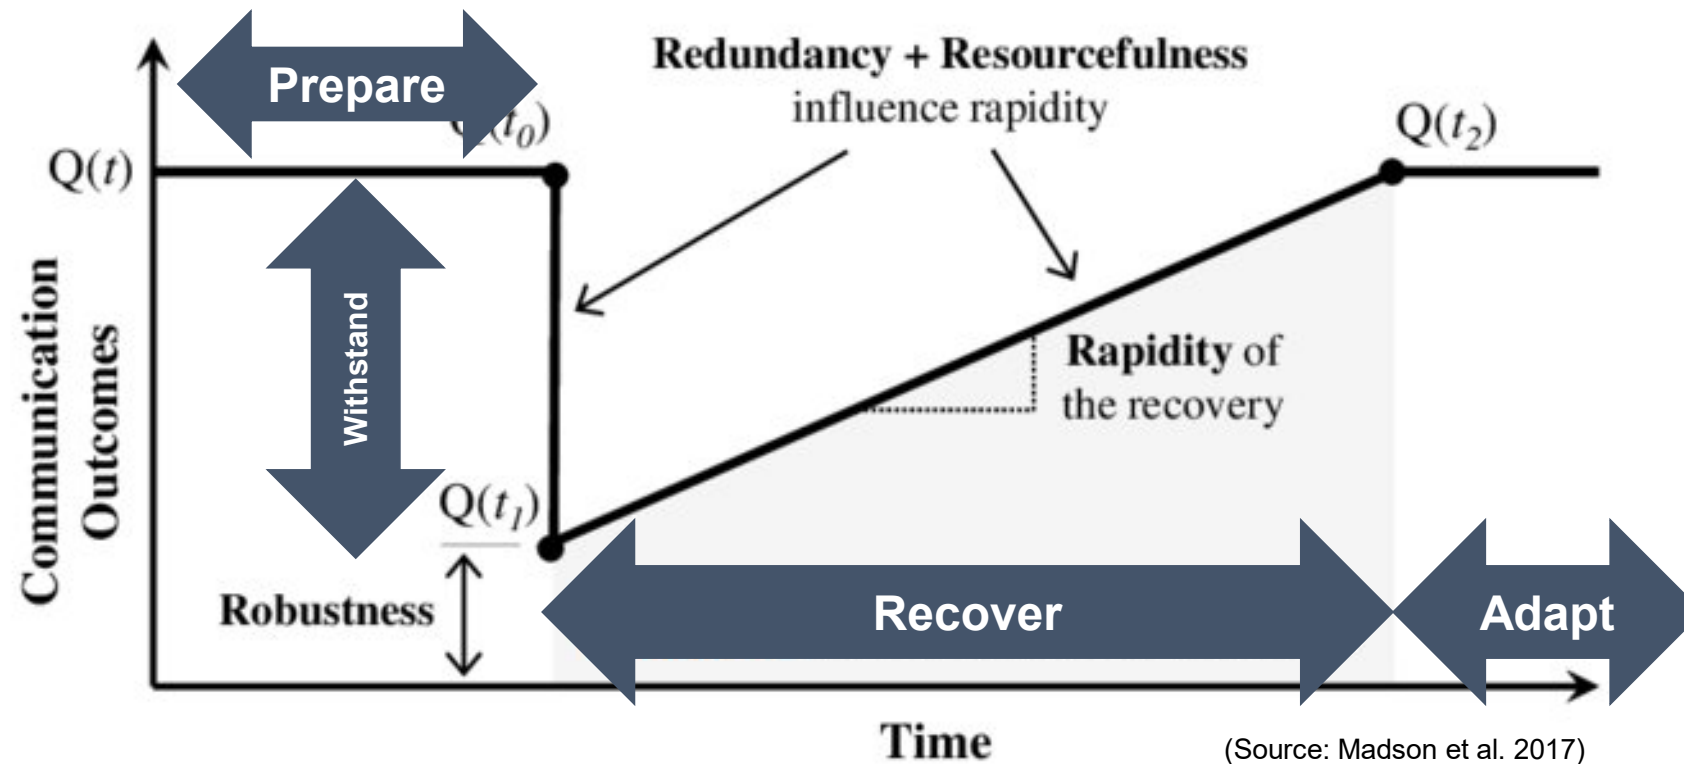 Prepare
Redundancy + Resourcefulness
influence rapidity
(t₀)
Q(t₂)
Q(t)
Communication
Outcomes
Withstand
Rapidity of
the recovery
Q(t₁)
Robustness
Recover
Adapt
Time
(Source: Madson et al. 2017)